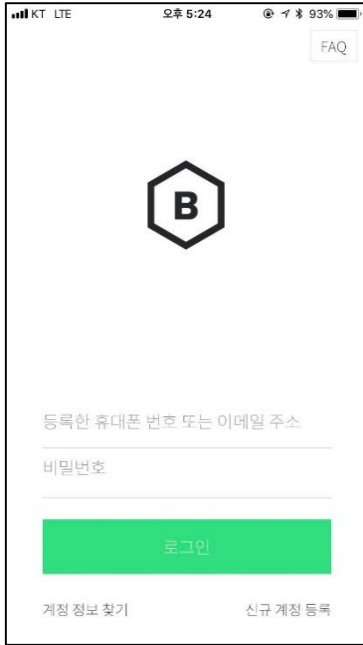 KT LTE 오후 5:24 93%
FAQ
B
등록한 휴대폰 번호 또는 이메일 주소
비밀번호
로그인
계정 정보 찾기 신규 계정 등록